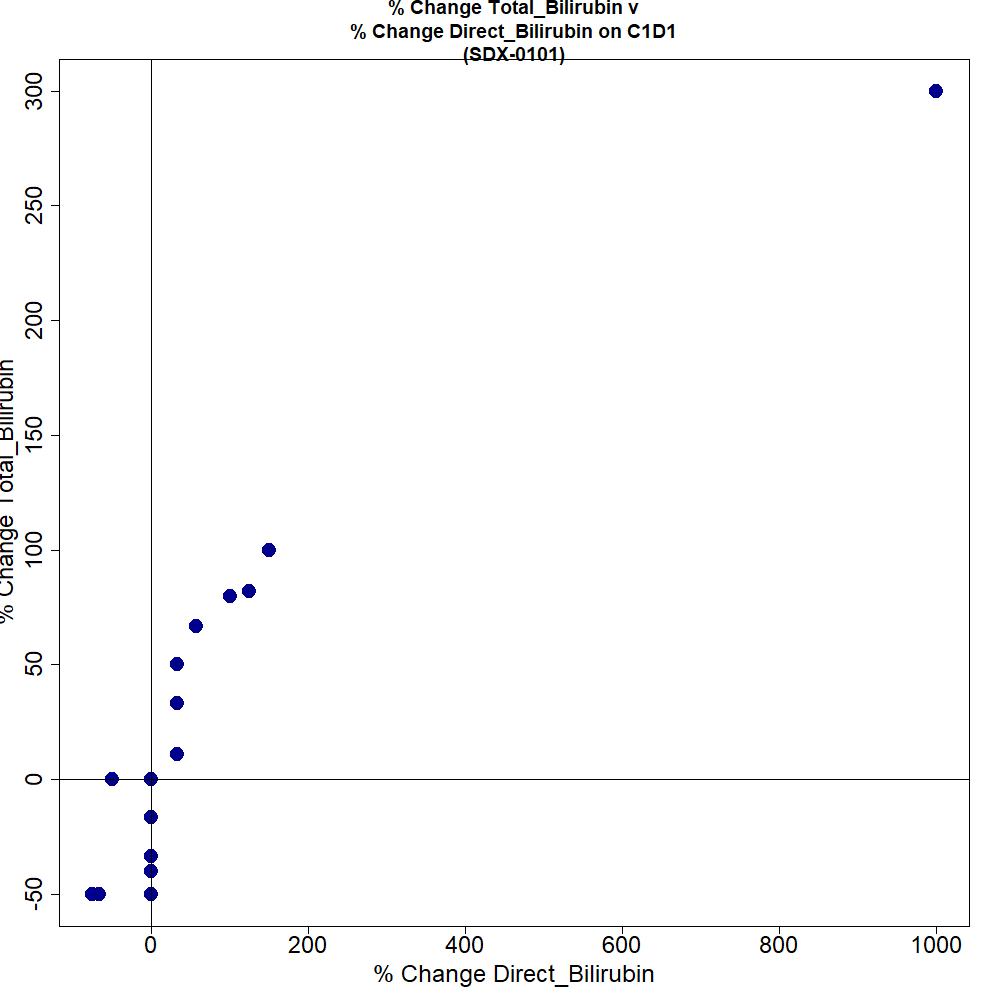 % Change Total_Bilirubin v
% Change Direct_Bilirubin on C1D1
(SDX-0101)
% Change Total_Bilirubin
300
250
200
150
100
50
0
-50
0
200
400
600
800
1000
% Change Direct_Bilirubin